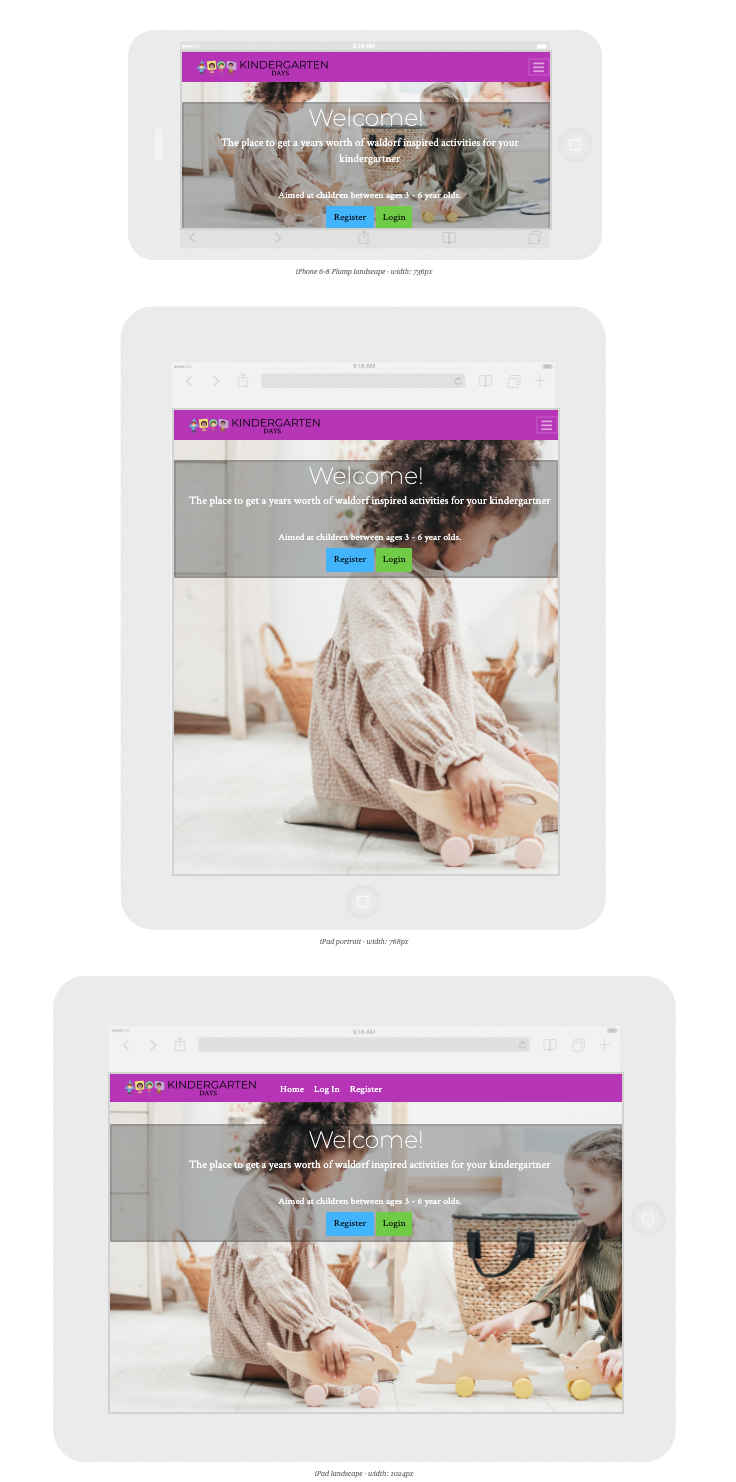 9:16 AM
KINDERGARTEN
DAYS
Welcome!
The place to get a years worth of waldorf inspired activities for your
kindergartner
Aimed at children between ages 3 - 6 year olds.
Register Login
iPhone 6-8 Plump landscape · width: 736px
9:16 AM
KINDERGARTEN
DAYS
Welcome!
The place to get a years worth of waldorf inspired activities for your kindergartner
Aimed at children between ages 3 - 6 year olds.
Register Login
iPad portrait · width: 768px
9:16 AM
KINDERGARTEN
DAYS
Home Log In Register
Welcome!
The place to get a years worth of waldorf inspired activities for your kindergartner
Aimed at children between ages 3 - 6 year olds.
Register Login
iPad landscape · width: 1024px